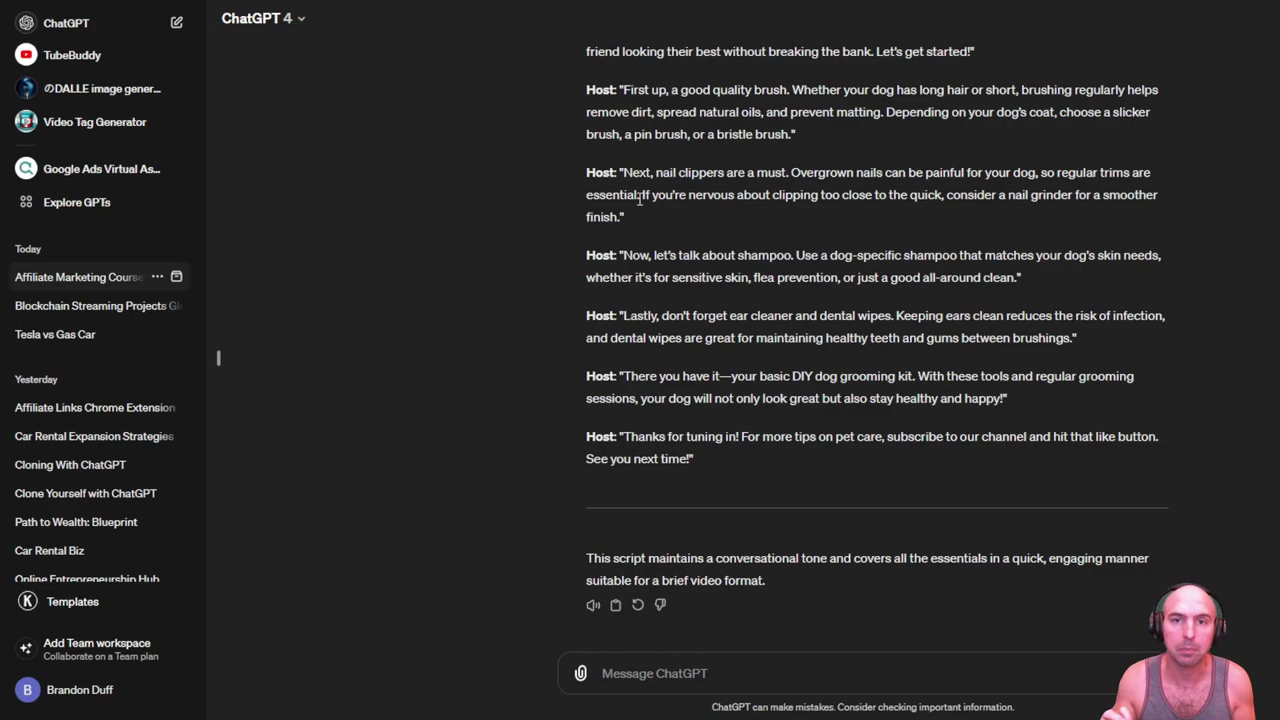 ChatGPT
TubeBuddy
のDALLE image gener...
Video Tag Generator
Google Ads Virtual As...
Explore GPTs
Today
Affiliate Marketing Course
Blockchain Streaming Projects
Tesla vs Gas Car
Yesterday
Affiliate Links Chrome Extension
Car Rental Expansion Strategies
Cloning With ChatGPT
Clone Yourself with ChatGPT
Path to Wealth: Blueprint
Car Rental Biz
Online Entrepreneurship Hub
K
Templates
Add Team workspace
Collaborate on a Team plan
B
Brandon Duff
ChatGPT 4
friend looking their best without breaking the bank. Let's get started!"
Host: "First up, a good quality brush. Whether your dog has long hair or short, brushing regularly helps
remove dirt, spread natural oils, and prevent matting. Depending on your dog's coat, choose a slicker
brush, a pin brush, or a bristle brush."
Host: "Next, nail clippers are a must. Overgrown nails can be painful for your dog, so regular trims are
essential. If you're nervous about clipping too close to the quick, consider a nail grinder for a smoother
finish."
Host: "Now, let's talk about shampoo. Use a dog-specific shampoo that matches your dog's skin needs,
whether it's for sensitive skin, flea prevention, or just a good all-around clean."
Host: "Lastly, don't forget ear cleaner and dental wipes. Keeping ears clean reduces the risk of infection,
and dental wipes are great for maintaining healthy teeth and gums between brushings."
Host: "There you have it—your basic DIY dog grooming kit. With these tools and regular grooming
sessions, your dog will not only look great but also stay healthy and happy!"
Host: "Thanks for tuning in! For more tips on pet care, subscribe to our channel and hit that like button.
See you next time!"
This script maintains a conversational tone and covers all the essentials in a quick, engaging manner
suitable for a brief video format.
Message ChatGPT
ChatGPT can make mistakes. Consider checking important information.